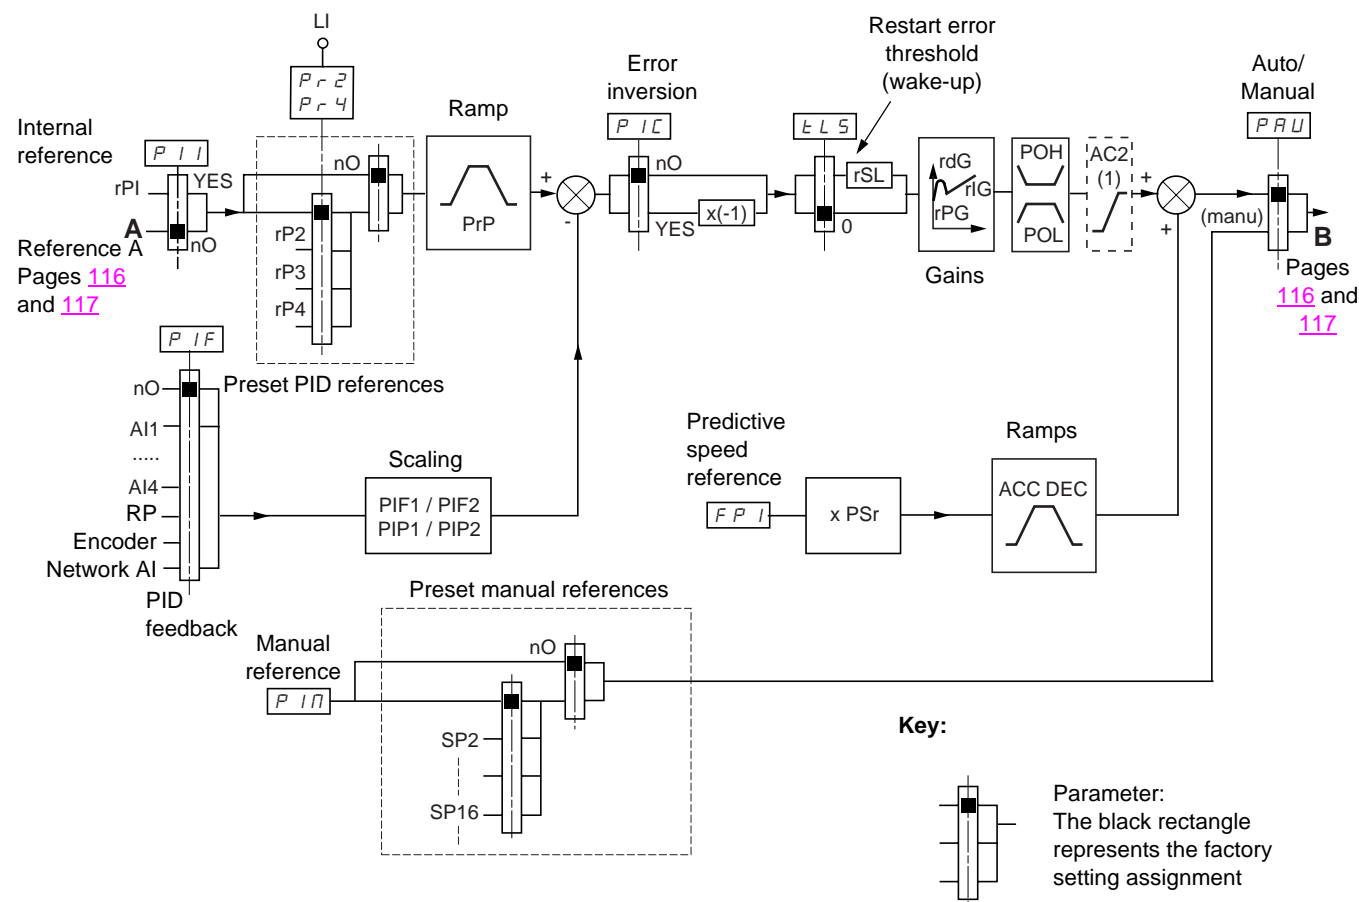 LI
Pr2
Pr4
Restart error
threshold
(wake-up)
Error
inversion
Auto/
Manual
Internal
reference
PII
Ramp
PIC
tLS
PAU
rPI
YES
nO
A
nO
Reference A
Pages 116
and 117
rP2
rP3
rP4
PrP
+
-
nO
YES
x(-1)
rSL
0
rdG
rIG
rPG
Gains
POH
POL
AC2
(1)
+
+
(manu)
B
Pages
116 and
117
PIF
Preset PID references
nO
AI1
.....
AI4
RP
Encoder
Network AI
PID
feedback
Scaling
PIF1 / PIF2
PIP1 / PIP2
Predictive
speed
reference
FPI
x PSr
Ramps
ACC DEC
Preset manual references
Manual
reference
PIM
nO
SP2
SP16
Key:
Parameter:
The black rectangle
represents the factory
setting assignment